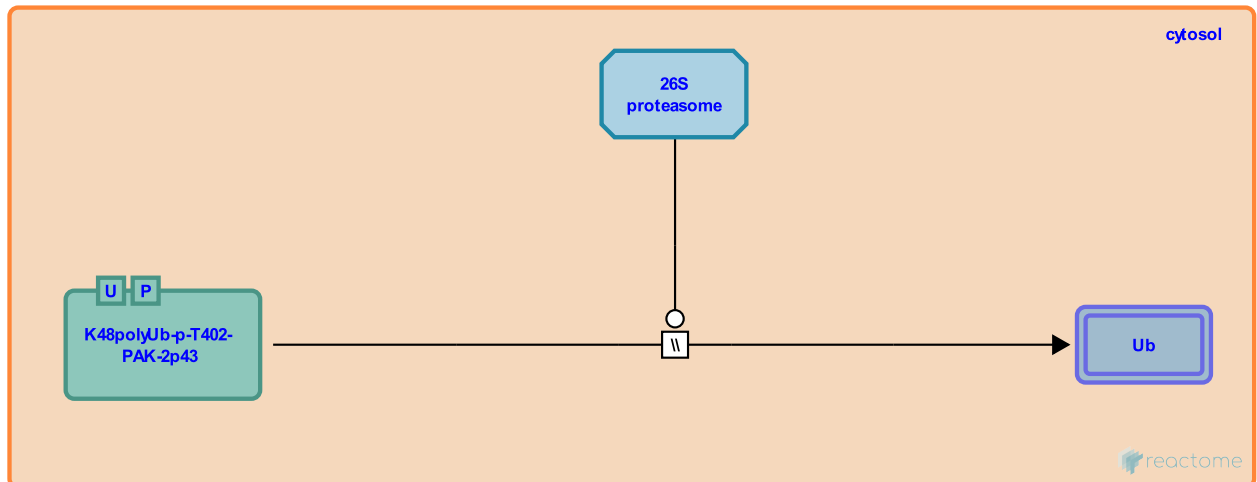 cytosol
26S
proteasome
U P
K48polyUb-p-T402-
PAK-2p43
\\
Ub
reactome